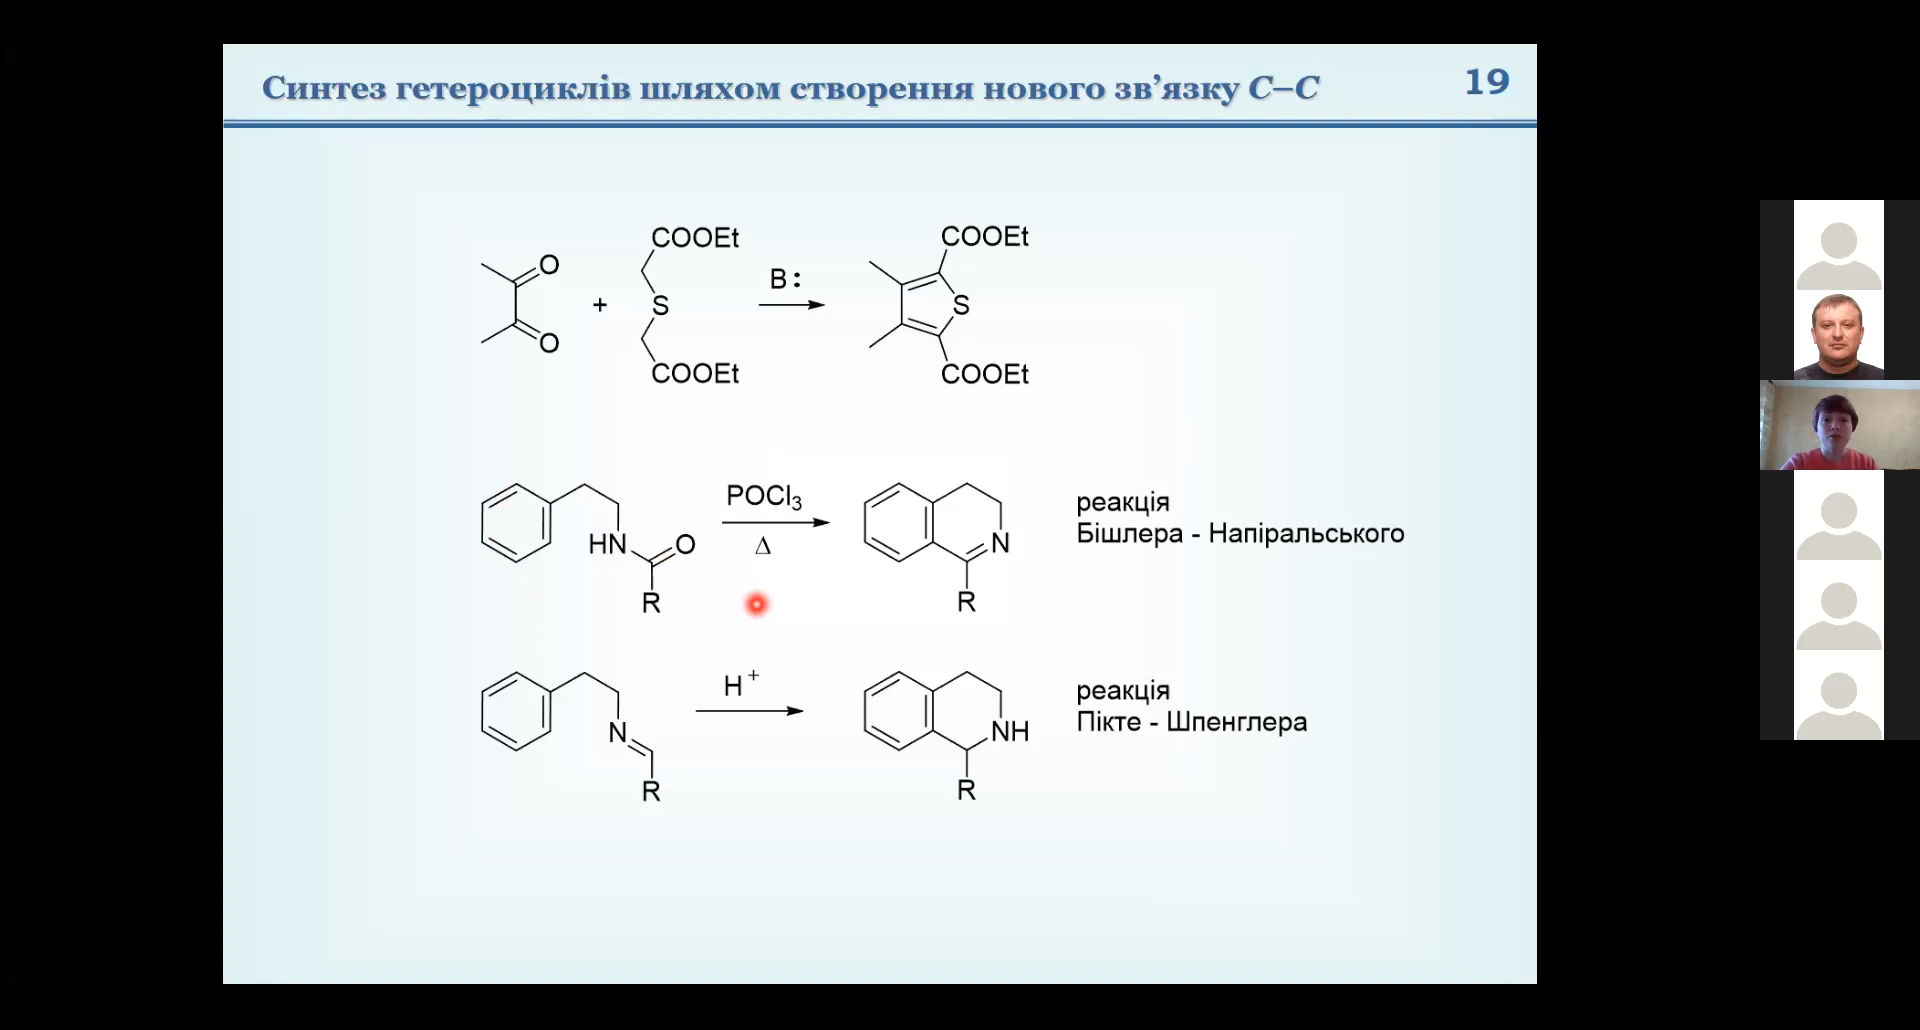 Синтез гетероциклів шляхом створення нового зв’язку C–C
19
COOEt
COOEt
O
O
+
S
B:
S
COOEt
COOEt
POCl3
Δ
HN
O
R
N
R
реакція
Бішлера - Напіральського
H+
N
R
NH
R
реакція
Пікте - Шпенглера